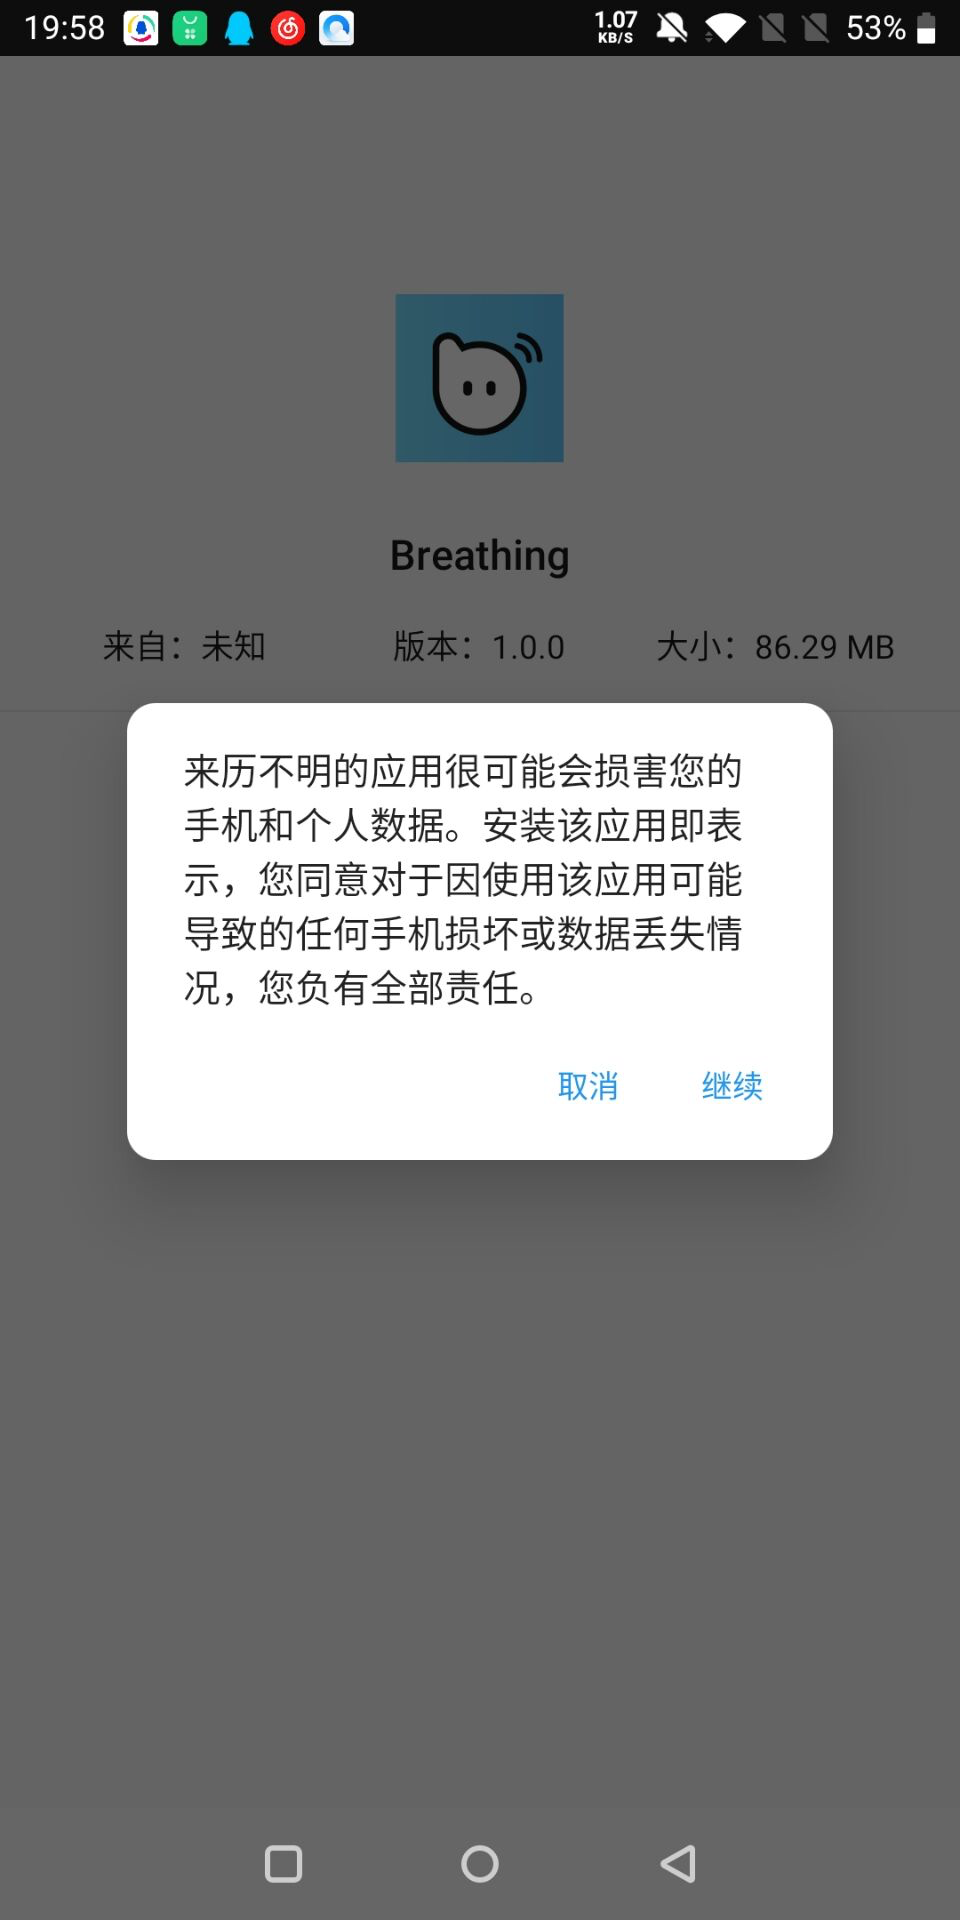 19:58 1.07 KB/S 53%
Breathing
来自：未知 版本：1.0.0 大小：86.29 MB
来历不明的应用很可能会损害您的
手机和个人数据。安装该应用即表
示，您同意对于因使用该应用可能
导致的任何手机损坏或数据丢失情
况，您负有全部责任。
取消 继续